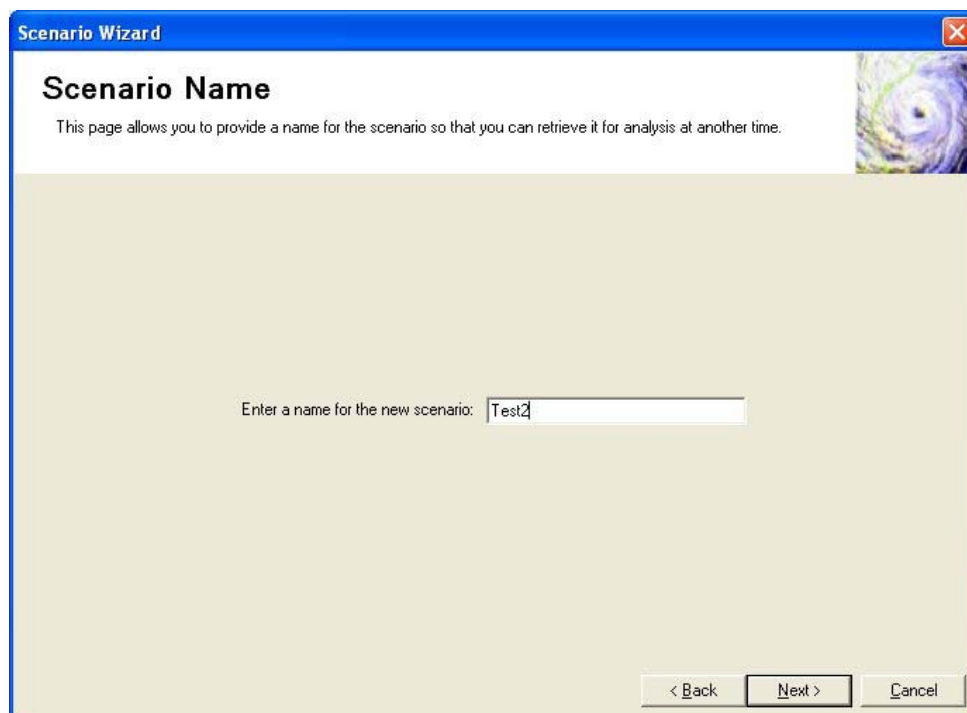 Scenario Wizard
Scenario Name
This page allows you to provide a name for the scenario so that you can retrieve it for analysis at another time.
Enter a name for the new scenario: Test2
< Back Next > Cancel